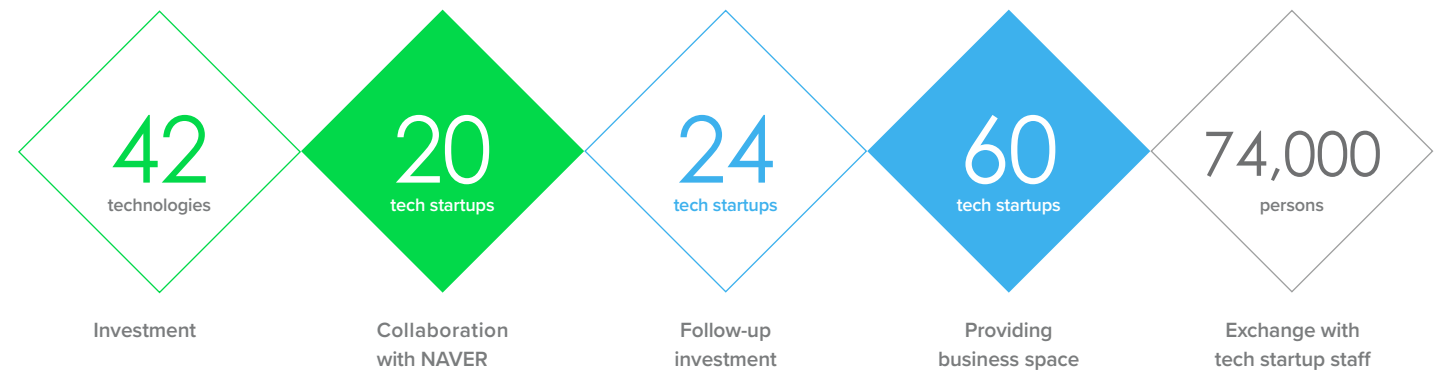 42
technologies
Investment
20
tech startups
Collaboration
with NAVER
24
tech startups
Follow-up
investment
60
tech startups
Providing
business space
74,000
persons
Exchange with
tech startup staff